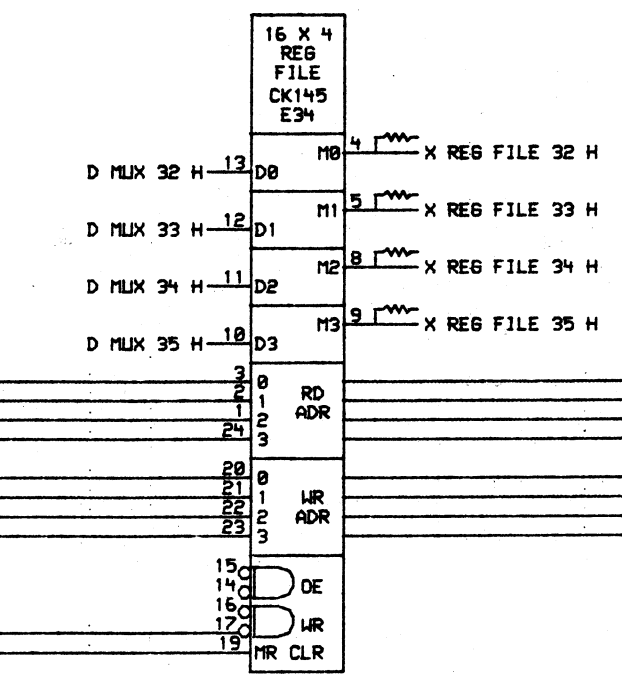 16 X 4
REG
FILE
CK145
E34
D MUX 32 H 13 D0 M0 4 X REG FILE 32 H
D MUX 33 H 12 D1 M1 5 X REG FILE 33 H
D MUX 34 H 11 D2 M2 8 X REG FILE 34 H
D MUX 35 H 10 D3 M3 9 X REG FILE 35 H
3 0
2 1 RD
1 2 ADR
24 3
20 0
21 1 WR
22 2 ADR
23 3
15
14 OE
16
17 WR
19 MR CLR